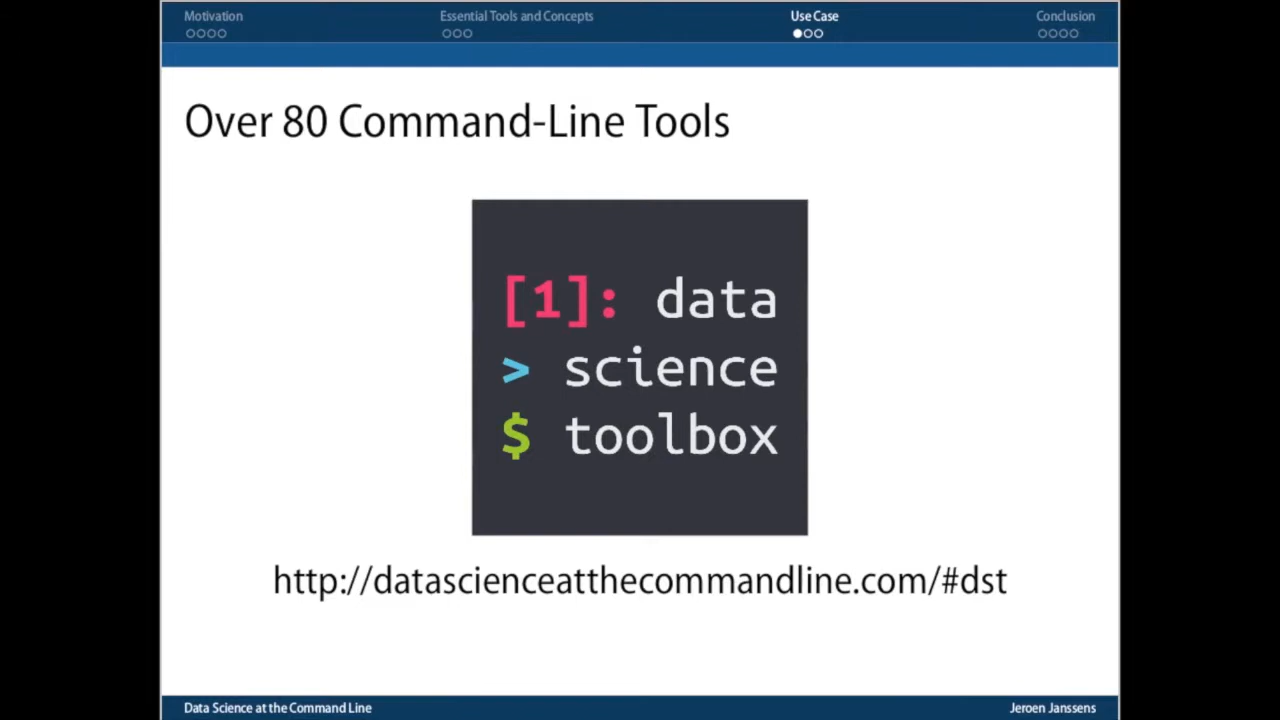 Motivation
Essential Tools and Concepts
Use Case
Conclusion
Over 80 Command-Line Tools
[1]: data
> science
$ toolbox
http://datascienceatthecommandline.com/#dst
Data Science at the Command Line
Jeroen Janssens